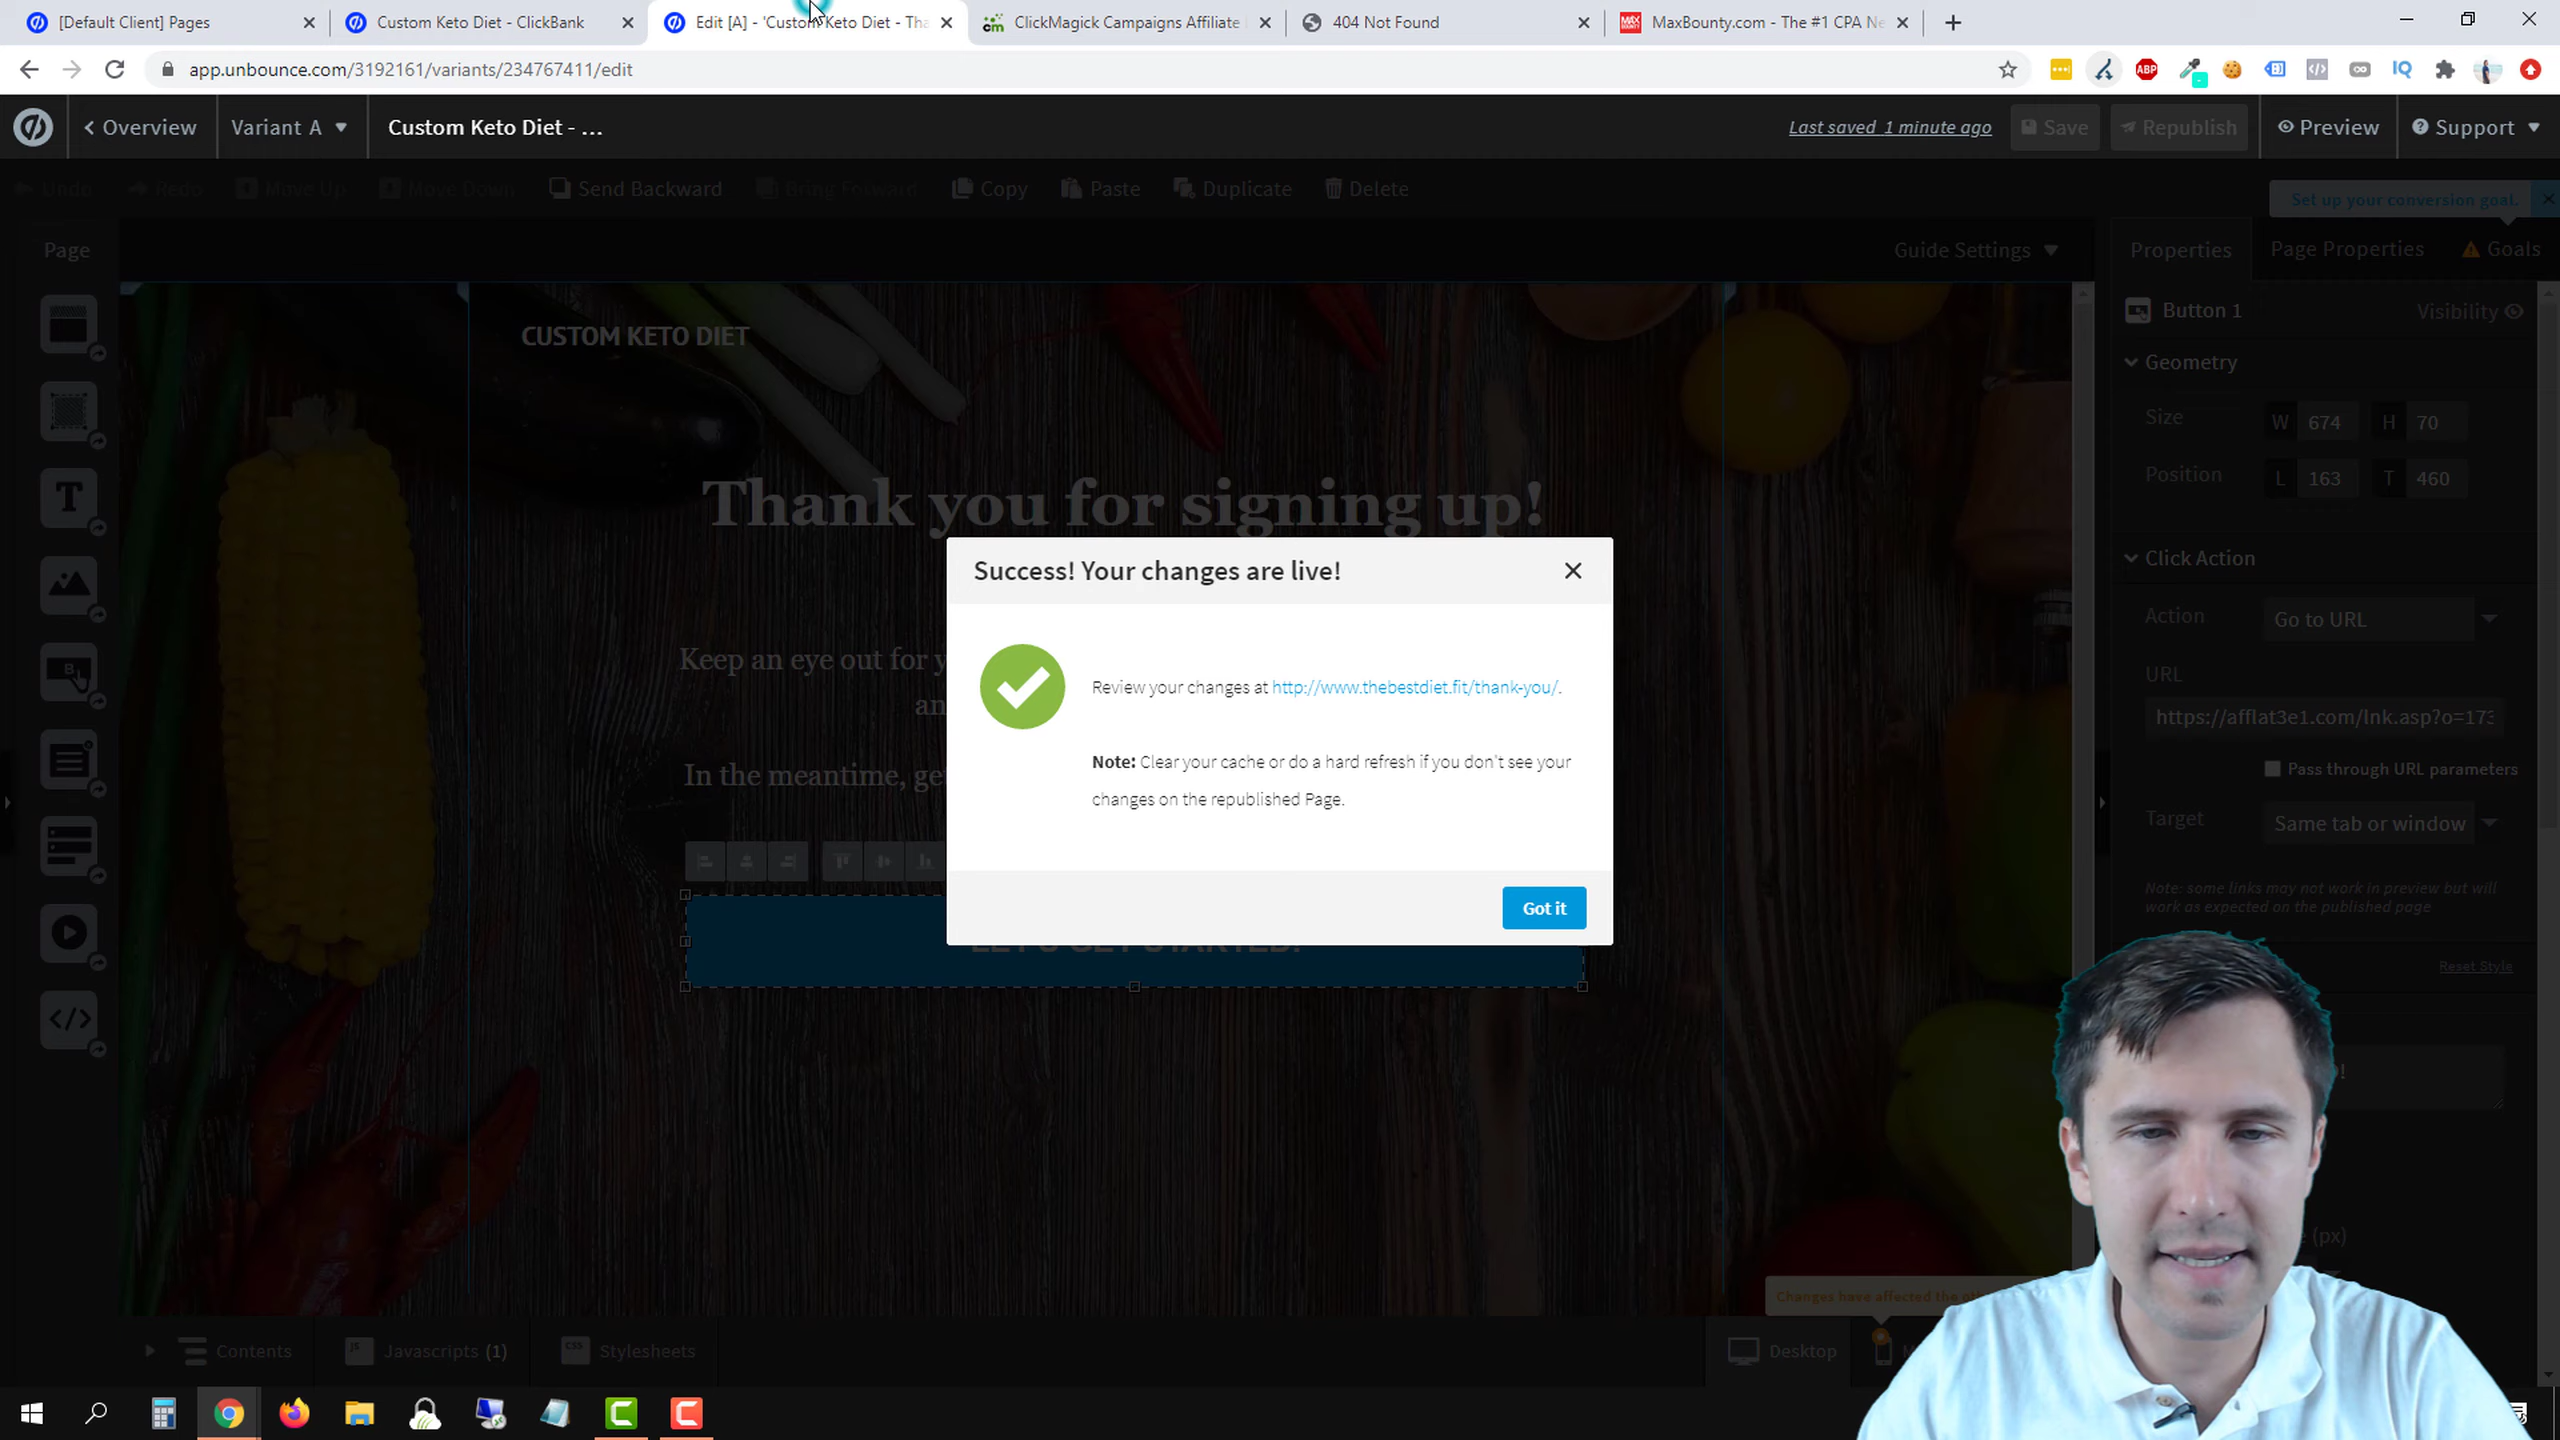 [Default Client] Pages
Custom Keto Diet - ClickBank
Edit [A] - 'Custom Keto Diet - Tha
ClickMagick Campaigns Affiliate
404 Not Found
MaxBounty.com - The #1 CPA Ne
app.unbounce.com/3192161/variants/234767411/edit
ABP
IQ
Overview
Variant A
Custom Keto Diet - ...
Last saved 1 minute ago
Save
Republish
Preview
Support
Undo
Redo
Move Up
Move Down
Send Backward
Bring Forward
Copy
Paste
Duplicate
Delete
Set up your conversion goal.
Page
Guide Settings
Properties
Page Properties
Goals
CUSTOM KETO DIET
Button 1
Visibility
Geometry
Size
W 674
H 70
Position
L 163
T 460
Thank you for signing up!
Success! Your changes are live!
Click Action
Action
Go to URL
URL
https://afflat3e1.com/lnk.asp?o=173
Keep an eye out for y
an
Review your changes at http://www.thebestdiet.fit/thank-you/.
Pass through URL parameters
In the meantime, ge
Note: Clear your cache or do a hard refresh if you don't see your
changes on the republished Page.
Target
Same tab or window
Note: some links may not work in preview but will
work as expected on the published page
Got it
LET'S GET STARTED!
Reset Style
(px)
Changes have affected the oth
Contents
Javascripts (1)
Stylesheets
Desktop